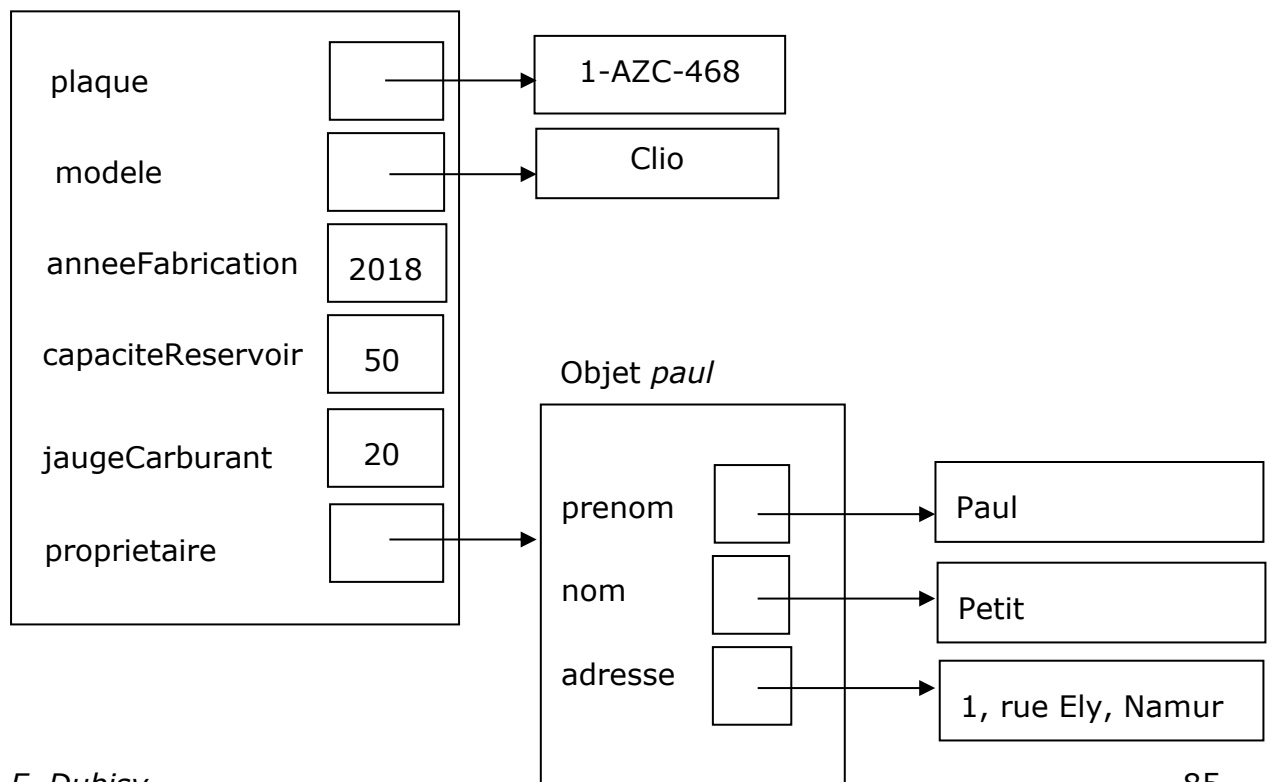 plaque
1-AZC-468
modele
Clio
anneeFabrication
2018
capaciteReservoir
50
Objet paul
jaugeCarburant
20
prenom
Paul
proprietaire
nom
Petit
adresse
1, rue Ely, Namur